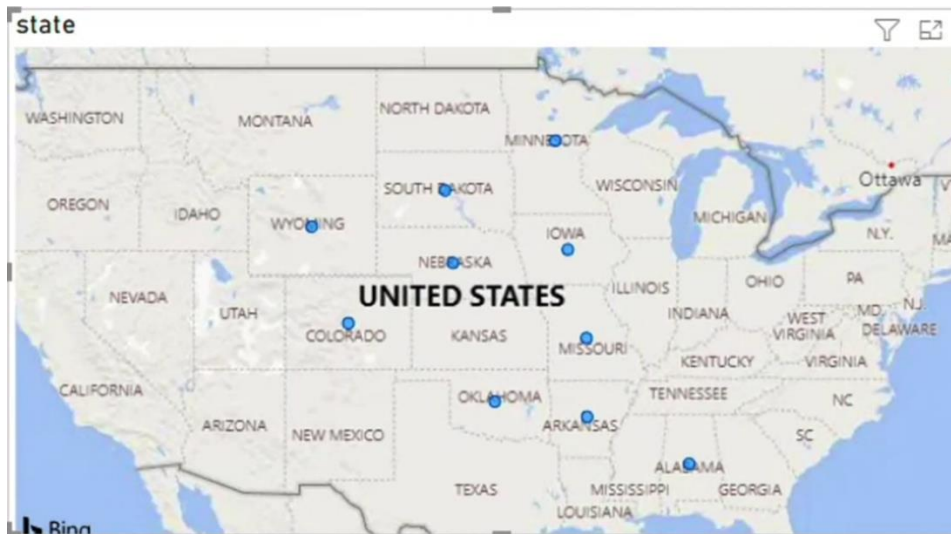 state
WASHINGTON
MONTANA
NORTH DAKOTA
MINNESOTA
Ottawa
OREGON
IDAHO
SOUTH DAKOTA
WISCONSIN
WYOMING
MICHIGAN
IOWA
N.Y.
MA
NEBRASKA
UNITED STATES
NEVADA
UTAH
ILLINOIS
INDIANA
OHIO
PA
COLORADO
KANSAS
MISSOURI
WEST
VIRGINIA
MD
N.J.
DELAWARE
KENTUCKY
VIRGINIA
CALIFORNIA
OKLAHOMA
TENNESSEE
NC
ARIZONA
NEW MEXICO
ARKANSAS
SC
ALABAMA
TEXAS
MISSISSIPPI
GEORGIA
LOUISIANA
Bing